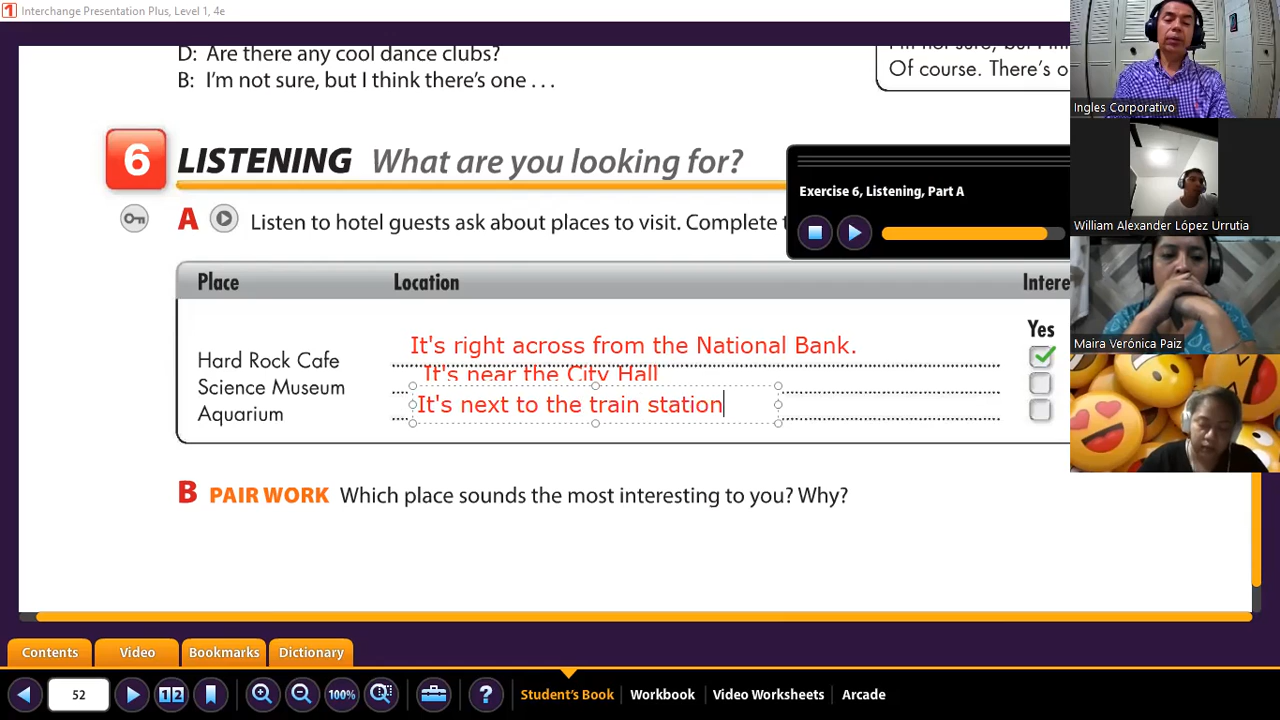 Interchange Presentation Plus, Level 1, 4e
D: Are there any cool dance clubs?
B: I'm not sure, but I think there's one . . .
Of course. There's o
6 LISTENING What are you looking for?
A Listen to hotel guests ask about places to visit. Complete
Exercise 6, Listening, Part A
Place Location Intere
Yes
Hard Rock Cafe It's right across from the National Bank.
Science Museum It's near the City Hall
Aquarium It's next to the train station
B PAIR WORK Which place sounds the most interesting to you? Why?
Ingles Corporativo
William Alexander López Urrutia
Maira Verónica Paiz
Contents Video Bookmarks Dictionary
52 1 2 100% ? Student's Book Workbook Video Worksheets Arcade